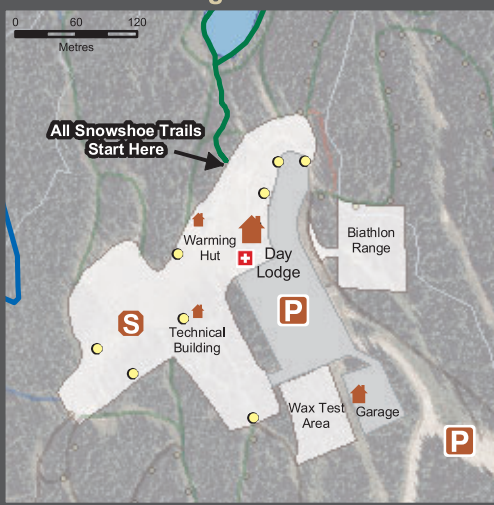 0 60 120
Metres
All Snowshoe Trails
Start Here
Warming
Hut
Day
Lodge
Biathlon
Range
P
S
Technical
Building
Wax Test
Area
Garage
P